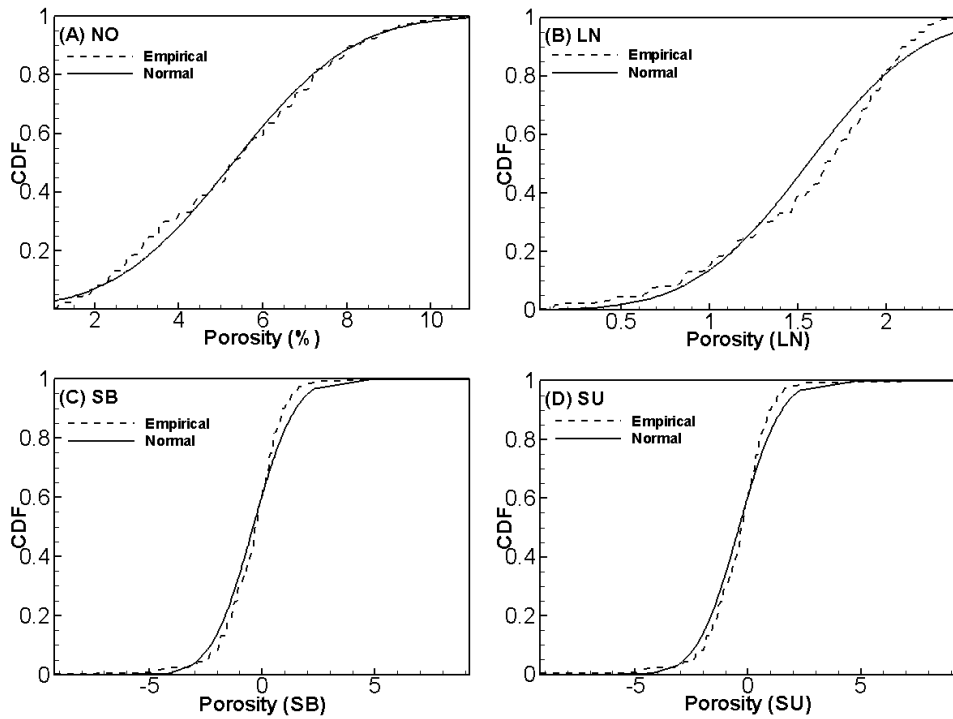 (A) NO
Empirical
Normal
CDF
1
0.8
0.6
0.4
0.2
2
4
6
8
10
Porosity (%)
(B) LN
Empirical
Normal
CDF
1
0.8
0.6
0.4
0.2
0
0.5
1
1.5
2
Porosity (LN)
(C) SB
Empirical
Normal
CDF
1
0.8
0.6
0.4
0.2
0
-5
0
5
Porosity (SB)
(D) SU
Empirical
Normal
CDF
1
0.8
0.6
0.4
0.2
0
-5
0
5
Porosity (SU)